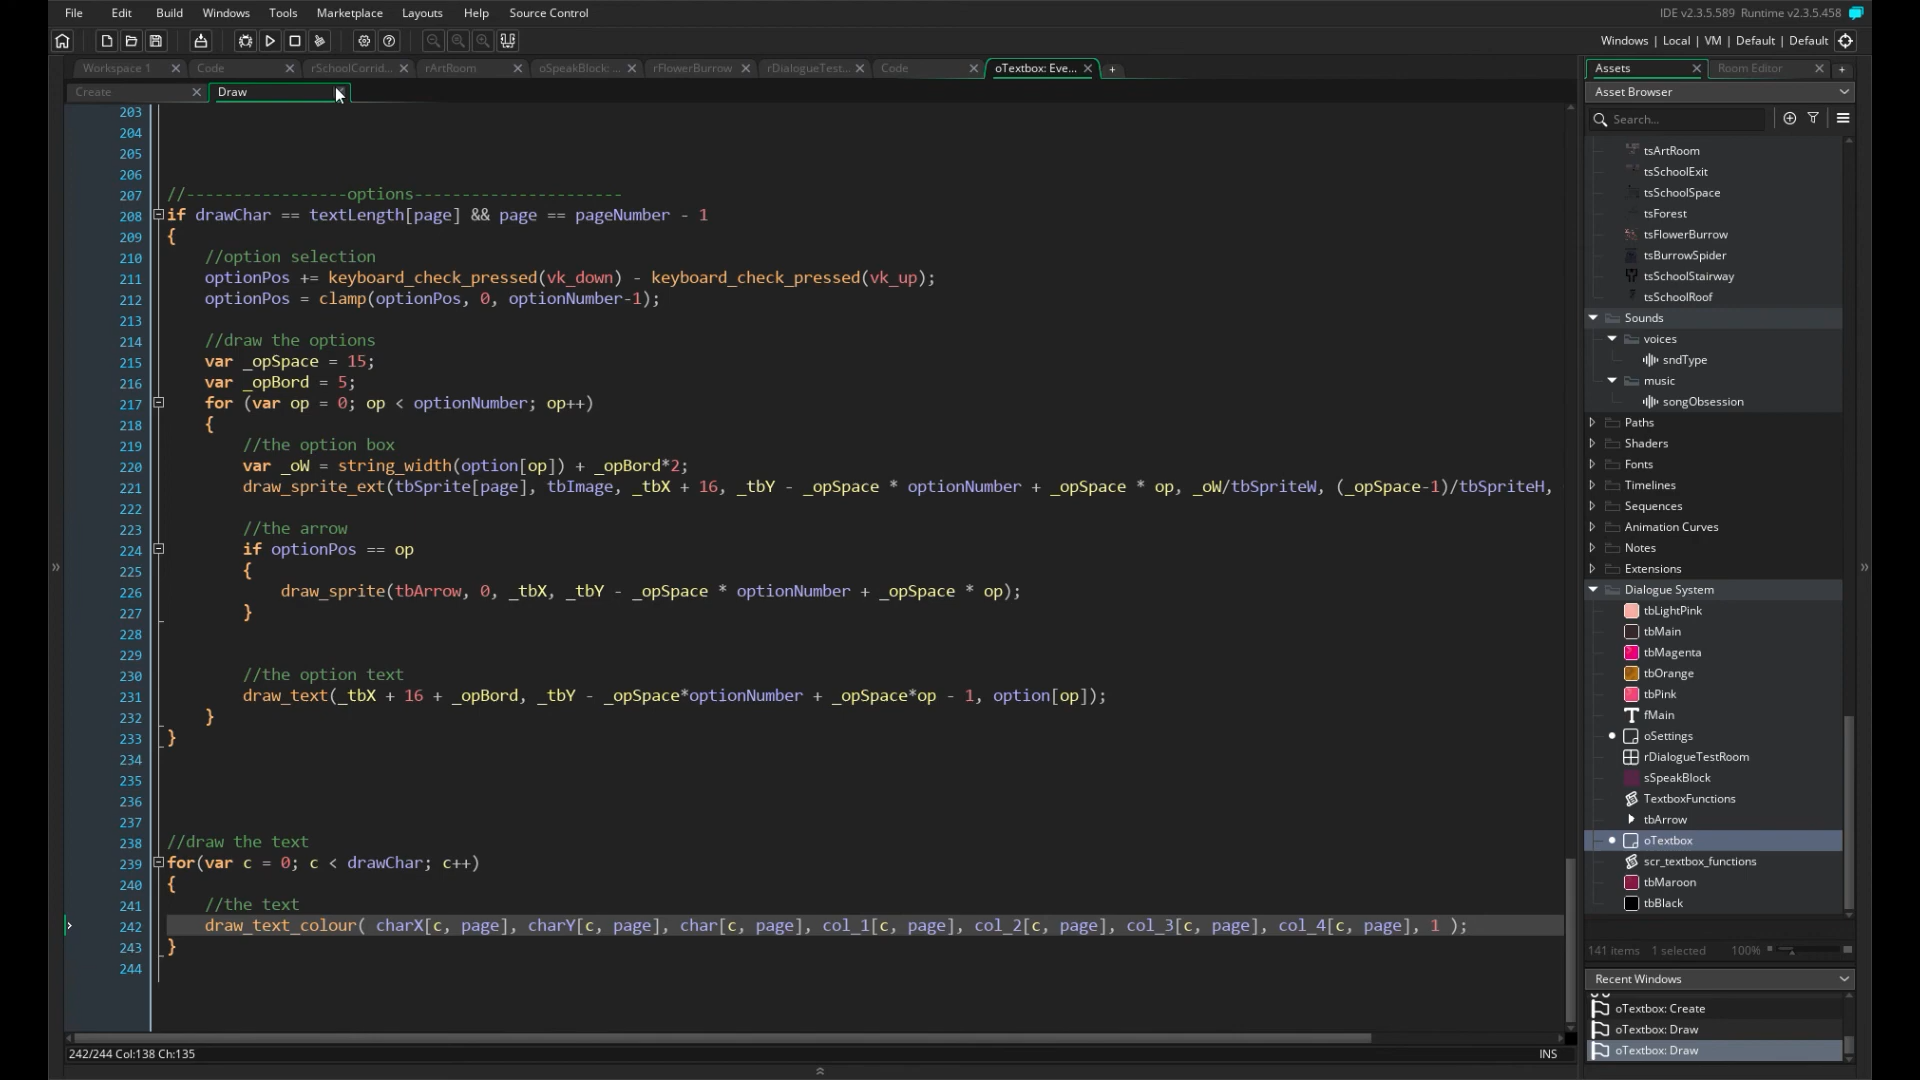 File Edit Build Windows Tools Marketplace Layouts Help Source Control
IDE v2.3.5.589 Runtime v2.3.5.458
Windows | Local | VM | Default | Default
Workspace 1 Code rSchoolCorrid... rArtRoom oSpeakBlock: ... rFlowerBurrow rDialogueTest... Code oTextbox: Eve...
Create Draw
203
204
205
206
207 //-----------------options----------------------
208 if drawChar == textLength[page] && page == pageNumber - 1
209 {
210 //option selection
211 optionPos += keyboard_check_pressed(vk_down) - keyboard_check_pressed(vk_up);
212 optionPos = clamp(optionPos, 0, optionNumber-1);
213
214 //draw the options
215 var _opSpace = 15;
216 var _opBord = 5;
217 for (var op = 0; op < optionNumber; op++)
218 {
219 //the option box
220 var _oW = string_width(option[op]) + _opBord*2;
221 draw_sprite_ext(tbSprite[page], tbImage, _tbX + 16, _tbY - _opSpace * optionNumber + _opSpace * op, _oW/tbSpriteW, (_opSpace-1)/tbSpriteH,
222
223 //the arrow
224 if optionPos == op
225 {
226 draw_sprite(tbArrow, 0, _tbX, _tbY - _opSpace * optionNumber + _opSpace * op);
227 }
228
229
230 //the option text
231 draw_text(_tbX + 16 + _opBord, _tbY - _opSpace*optionNumber + _opSpace*op - 1, option[op]);
232 }
233 }
234
235
236
237
238 //draw the text
239 for(var c = 0; c < drawChar; c++)
240 {
241 //the text
242 draw_text_colour( charX[c, page], charY[c, page], char[c, page], col_1[c, page], col_2[c, page], col_3[c, page], col_4[c, page], 1 );
243 }
244
242/244 Col:138 Ch:135
INS
Assets Room Editor
Asset Browser
Search...
tsArtRoom
tsSchoolExit
tsSchoolSpace
tsForest
tsFlowerBurrow
tsBurrowSpider
tsSchoolStairway
tsSchoolRoof
Sounds
voices
sndType
music
songObsession
Paths
Shaders
Fonts
Timelines
Sequences
Animation Curves
Notes
Extensions
Dialogue System
tbLightPink
tbMain
tbMagenta
tbOrange
tbPink
fMain
oSettings
rDialogueTestRoom
sSpeakBlock
TextboxFunctions
tbArrow
oTextbox
scr_textbox_functions
tbMaroon
tbBlack
141 items 1 selected 100%
Recent Windows
oTextbox: Create
oTextbox: Draw
oTextbox: Draw